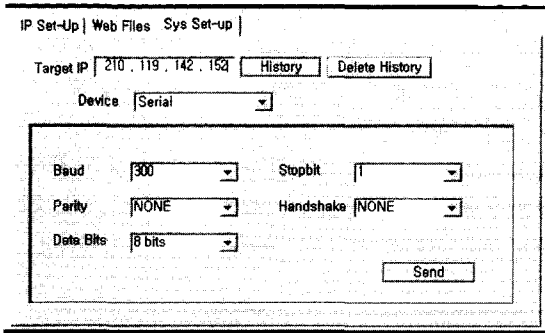 IP Set-Up | Web Files Sys Set-up |
Target IP 210 . 119 . 142 . 152 History Delete History
Device Serial
Baud 300 Stopbit 1
Parity NONE Handshake NONE
Data Bits 8 bits
Send